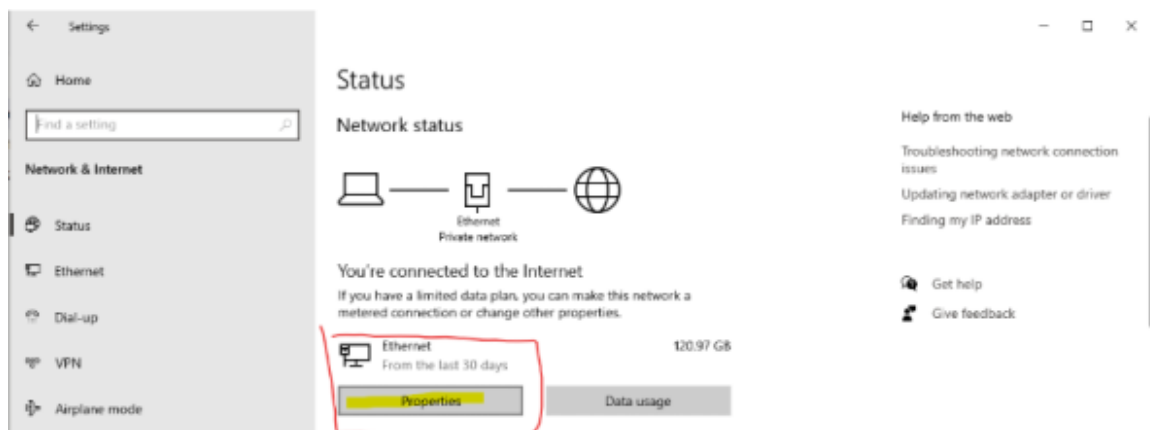 Settings
Home
Find a setting
Network & Internet
Status
Ethernet
Dial-up
VPN
Airplane mode
Status
Network status
Ethernet
Private network
You're connected to the Internet
If you have a limited data plan, you can make this network a
metered connection or change other properties.
Ethernet
From the last 30 days
120.97 GB
Properties
Data usage
Help from the web
Troubleshooting network connection
issues
Updating network adapter or driver
Finding my IP address
Get help
Give feedback